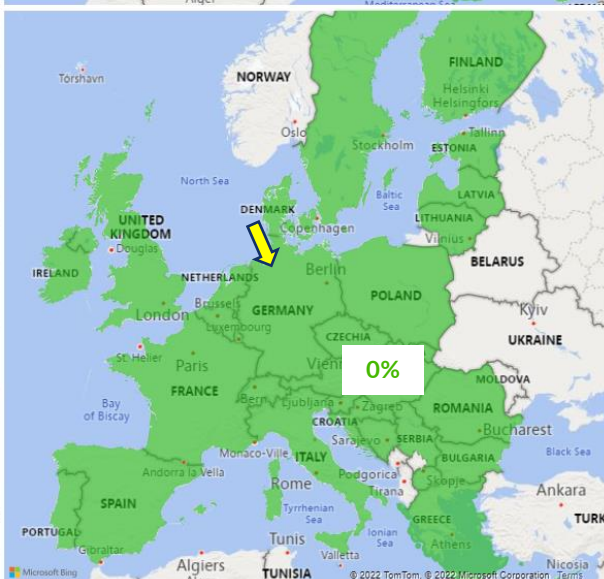 Tórshavn
NORWAY
FINLAND
Helsinki
Helsingfors
Oslo
Stockholm
Tallinn
ESTONIA
North Sea
Baltic
Sea
LATVIA
DENMARK
Copenhagen
LITHUANIA
Vilnius
UNITED
KINGDOM
Douglas
BELARUS
IRELAND
NETHERLANDS
Berlin
London
Brussels
GERMANY
POLAND
Kyiv
Luxembourg
CZECHIA
UKRAINE
St. Helier
Paris
0%
MOLDOVA
FRANCE
Bern
Ljubljana
Zagreb
ROMANIA
Bay
of Biscay
CROATIA
Bucharest
Sarajevo
SERBIA
Monaco-Ville
ITALY
BULGARIA
Black Sea
Andorra la Vella
Podgorica
Skopje
Rome
Tirana
Ankara
SPAIN
Tyrrhenian
Sea
TURK
PORTUGAL
Ionian
Sea
GREECE
Athens
Gibraltar
Tunis
Algiers
Valletta
Nicosia
Microsoft Bing
TUNISIA
© 2022 TomTom, © 2022 Microsoft Corporation Terms